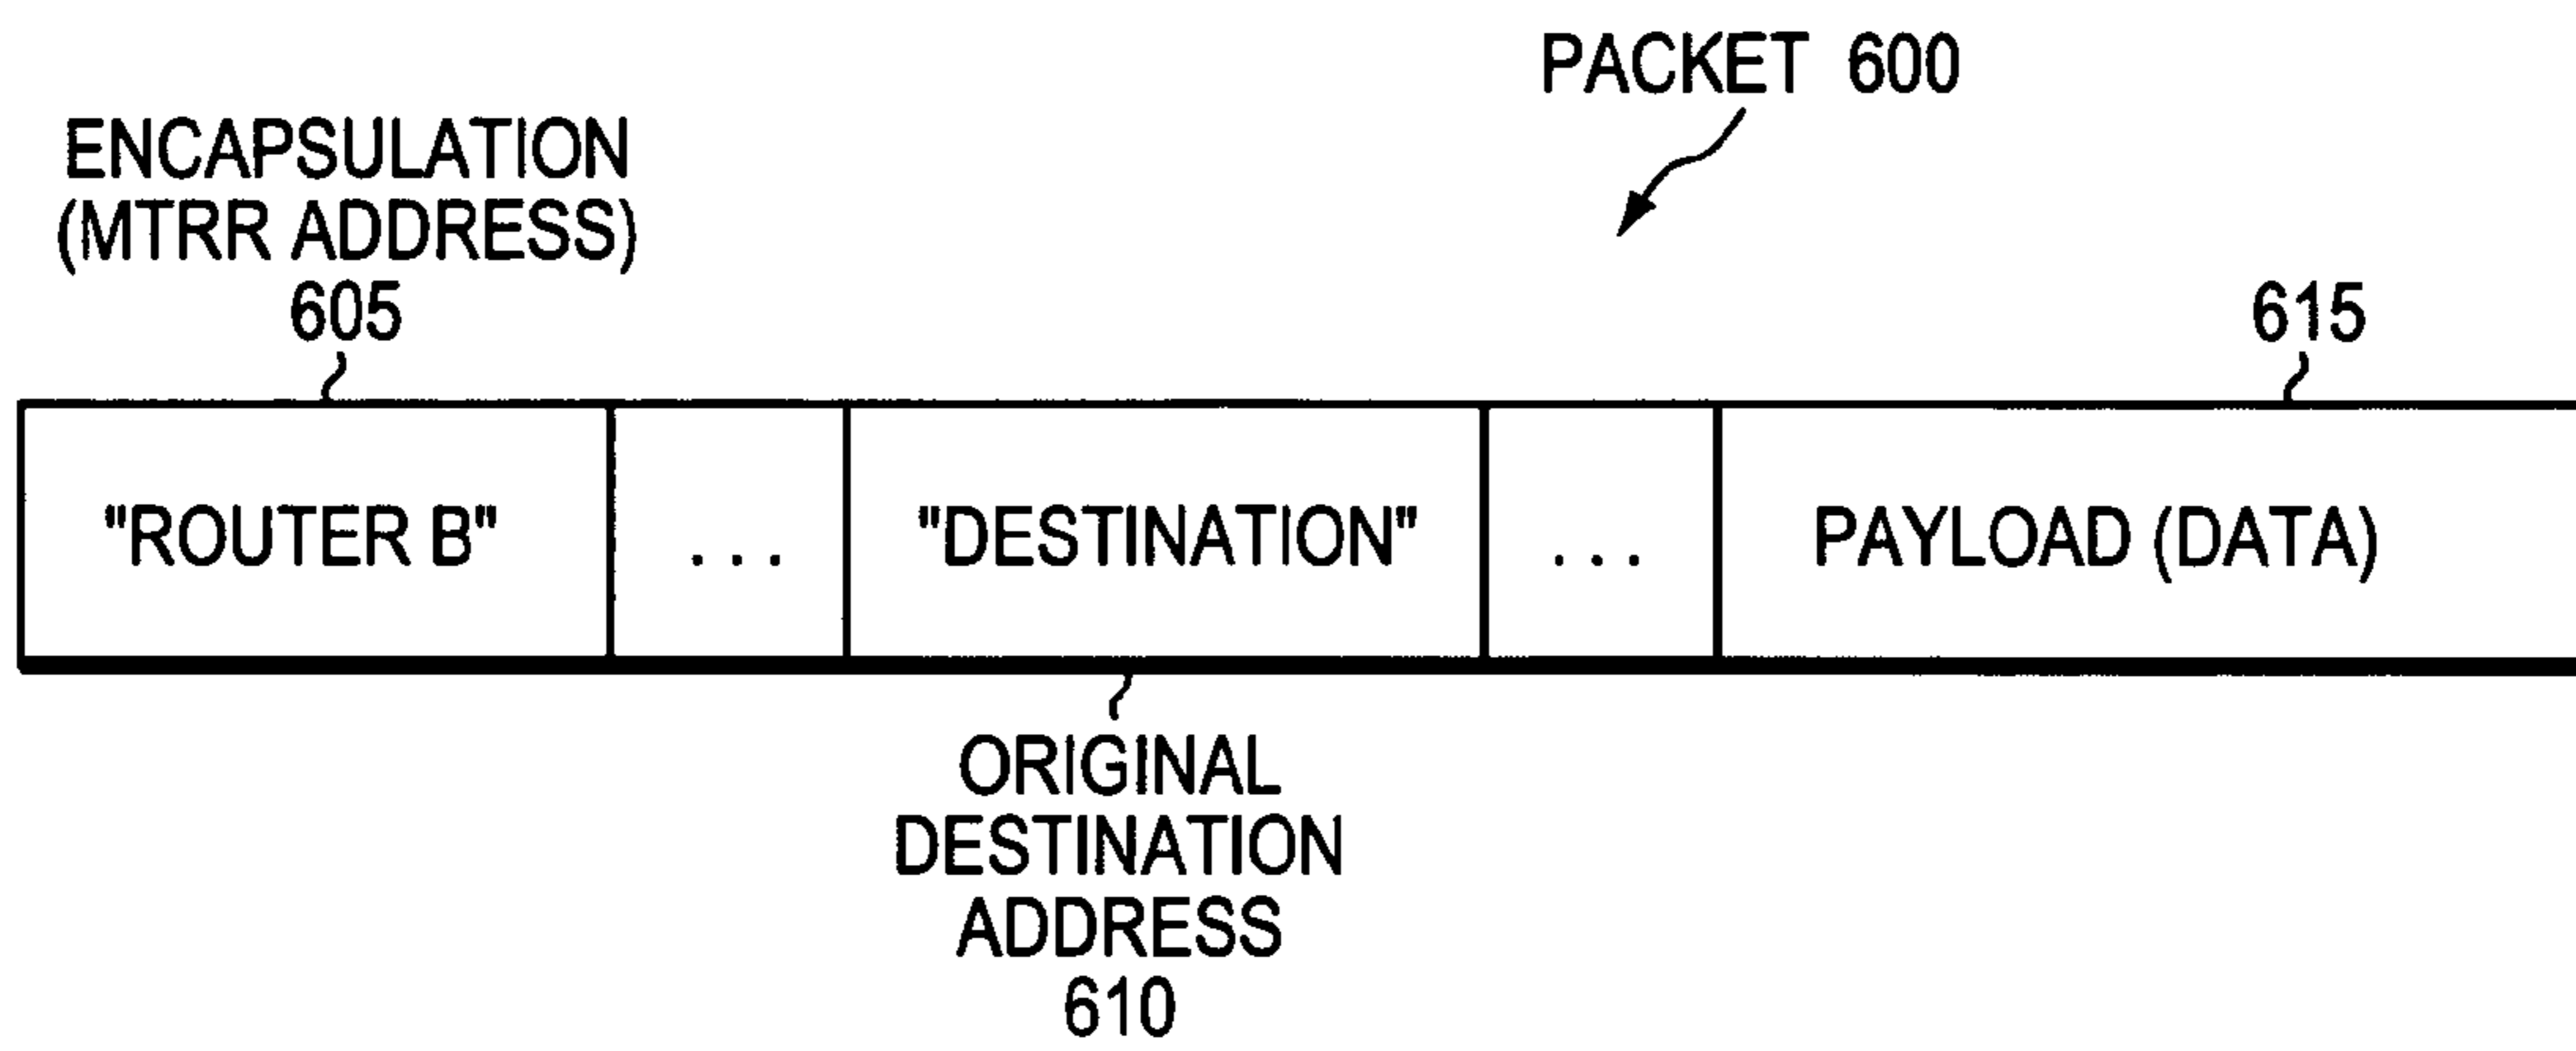 PACKET 600
ENCAPSULATION
(MTRR ADDRESS)
605
615
"ROUTER B"
...
"DESTINATION"
...
PAYLOAD (DATA)
ORIGINAL
DESTINATION
ADDRESS
610